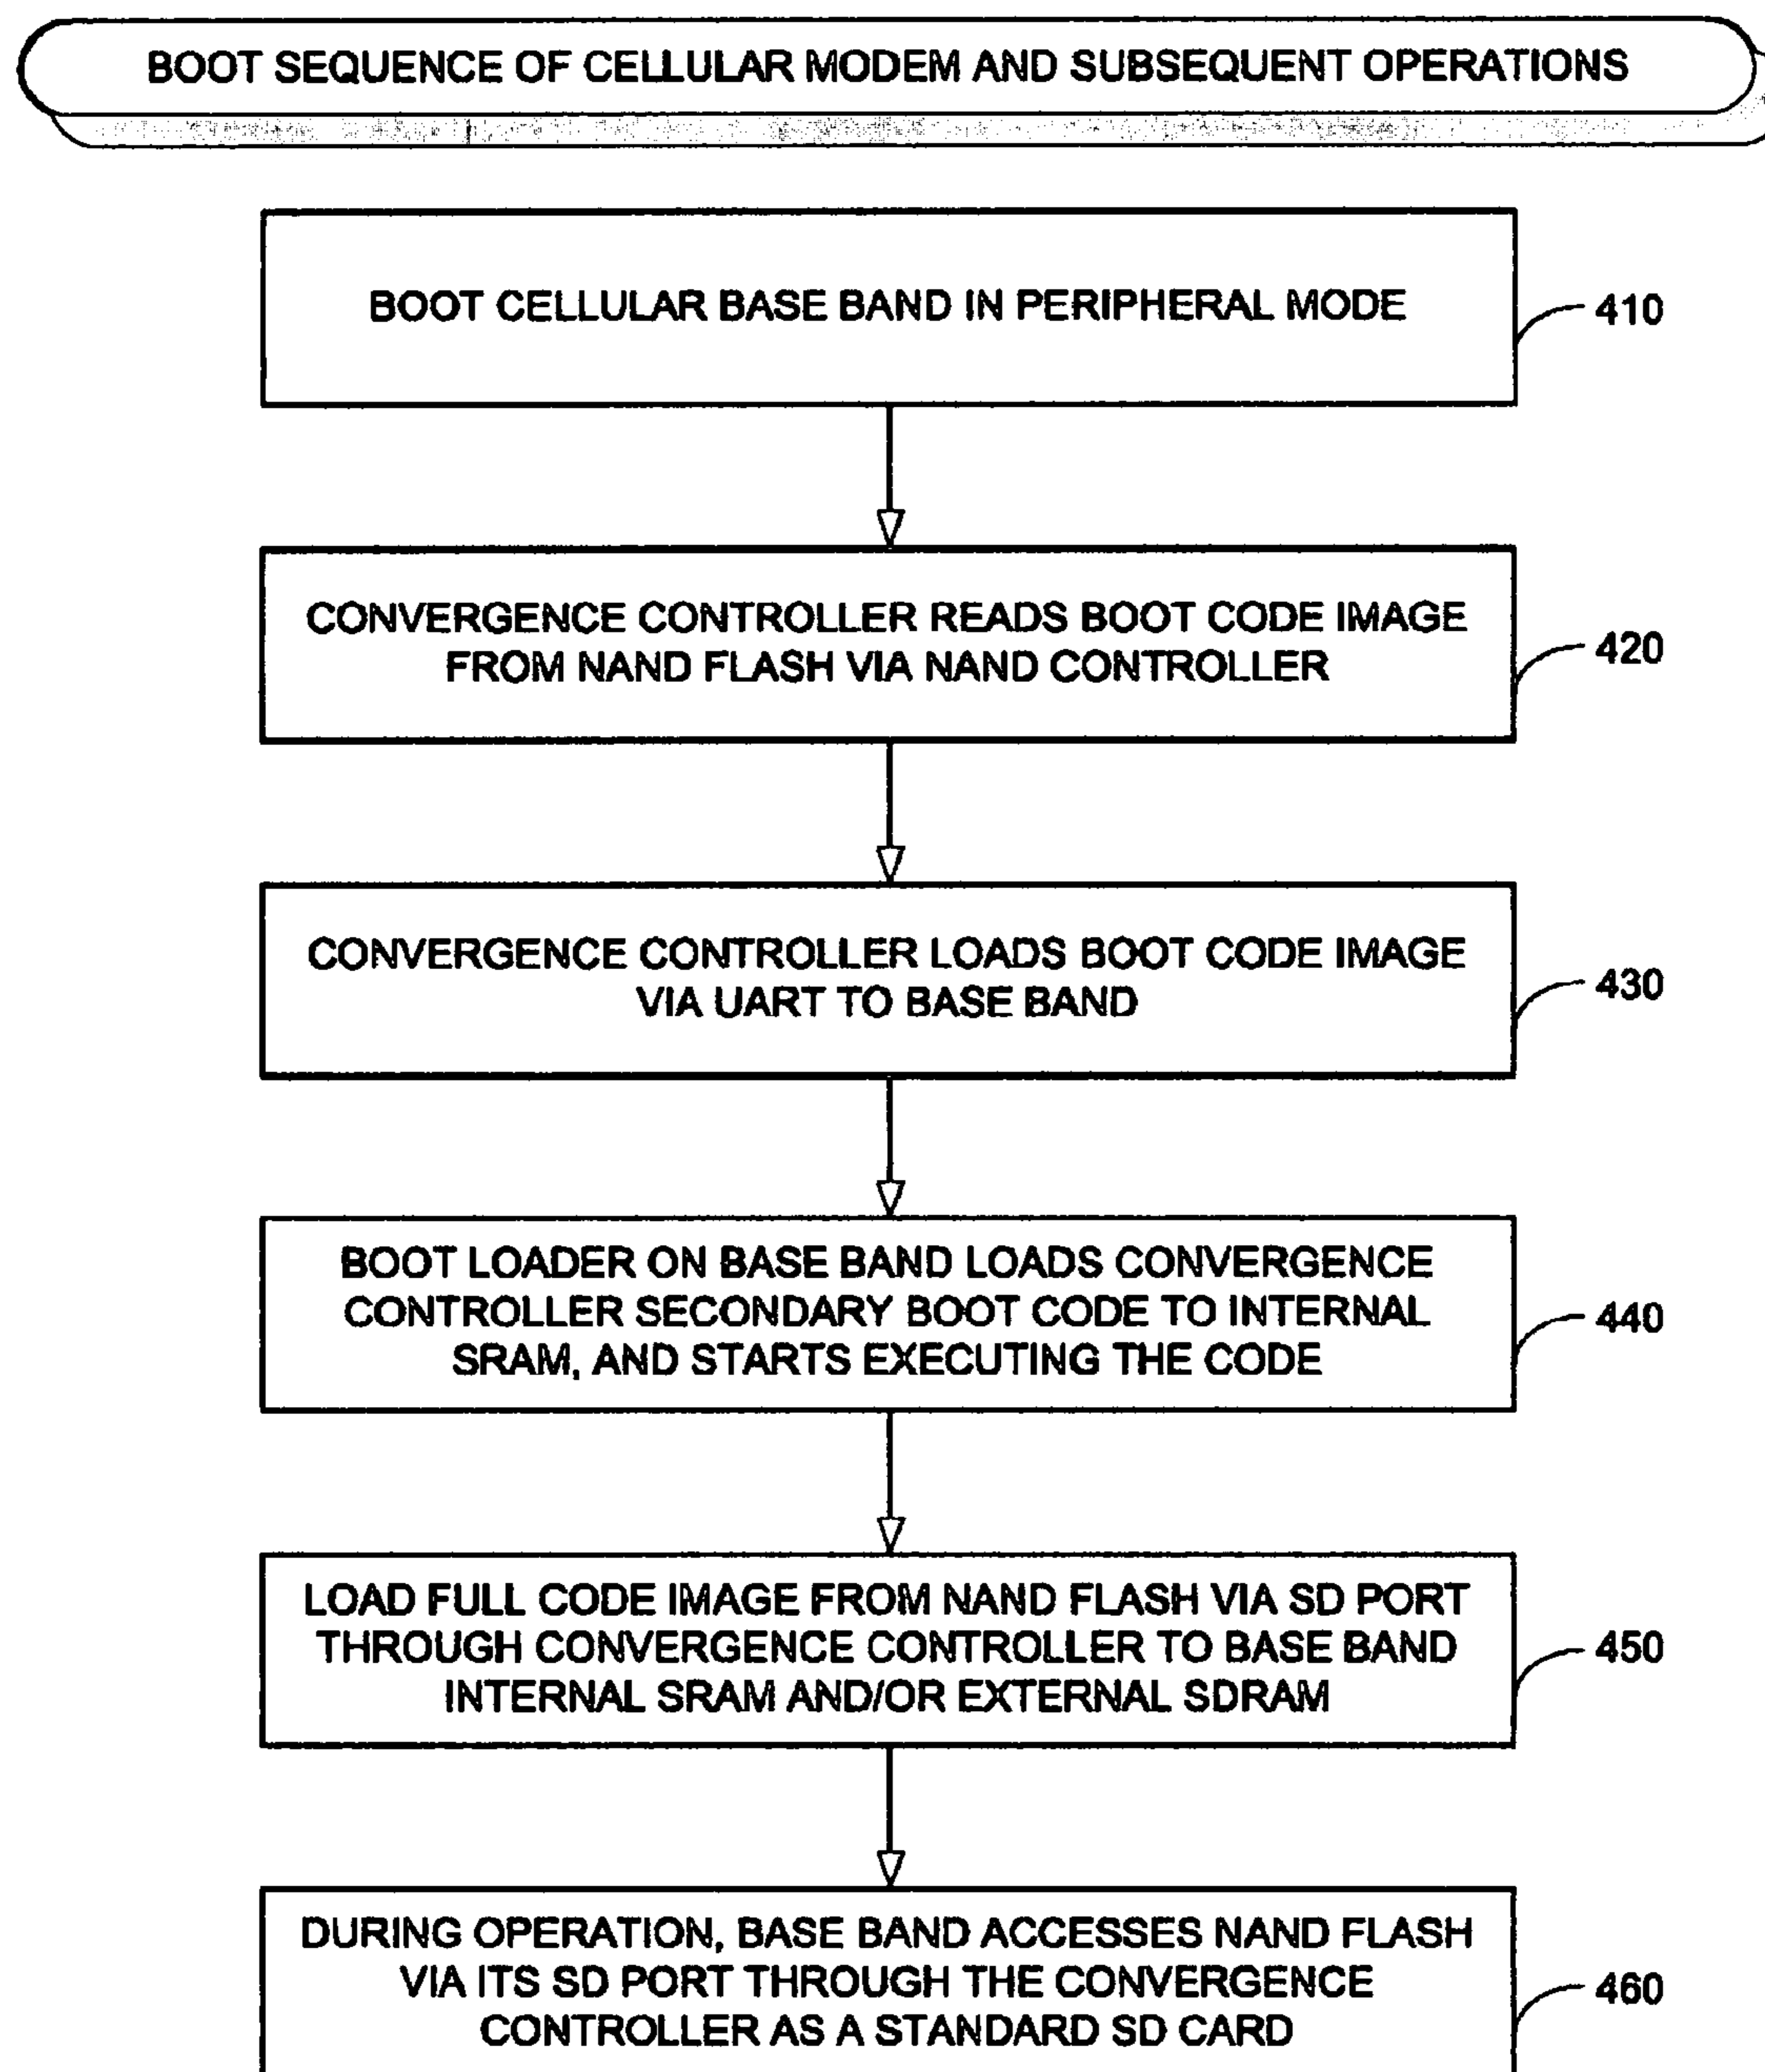 BOOT SEQUENCE OF CELLULAR MODEM AND SUBSEQUENT OPERATIONS
BOOT CELLULAR BASE BAND IN PERIPHERAL MODE
410
CONVERGENCE CONTROLLER READS BOOT CODE IMAGE
FROM NAND FLASH VIA NAND CONTROLLER
420
CONVERGENCE CONTROLLER LOADS BOOT CODE IMAGE
VIA UART TO BASE BAND
430
BOOT LOADER ON BASE BAND LOADS CONVERGENCE
CONTROLLER SECONDARY BOOT CODE TO INTERNAL
SRAM, AND STARTS EXECUTING THE CODE
440
LOAD FULL CODE IMAGE FROM NAND FLASH VIA SD PORT
THROUGH CONVERGENCE CONTROLLER TO BASE BAND
INTERNAL SRAM AND/OR EXTERNAL SDRAM
450
DURING OPERATION, BASE BAND ACCESSES NAND FLASH
VIA ITS SD PORT THROUGH THE CONVERGENCE
CONTROLLER AS A STANDARD SD CARD
460